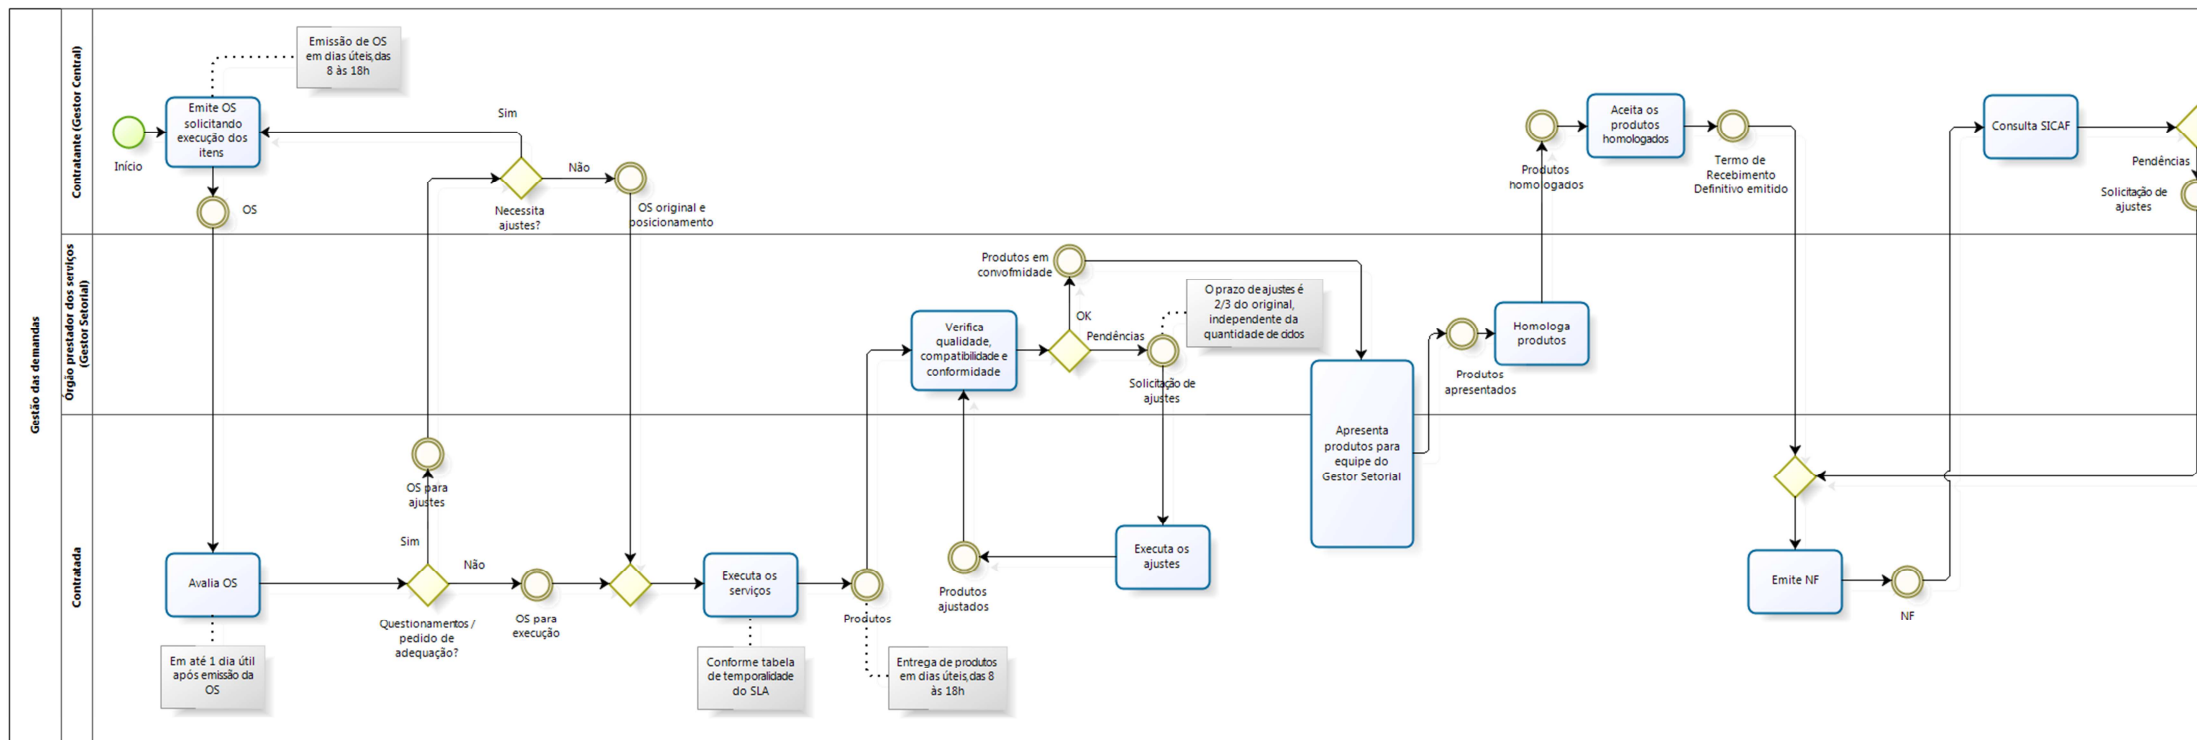 Gestão das demandas
Contratante (Gestor Central)
Órgão prestador dos serviços
(Gestor Setorial)
Contratada
Início
Emite OS
solicitando
execução dos
itens
Emissão de OS
em dias úteis,das
8 às 18h
OS
Sim
Necessita
ajustes?
Não
OS original e
posicionamento
Avalia OS
Em até 1 dia útil
após emissão da
OS
OS para
ajustes
Sim
Questionamentos /
pedido de
adequação?
Não
OS para
execução
Executa os
serviços
Conforme tabela
de temporalidade
do SLA
Produtos
Entrega de produtos
em dias úteis,das 8
às 18h
Verifica
qualidade,
compatibilidade e
conformidade
Produtos em
convofmidade
OK
Pendências
Solicitação de
ajustes
O prazo de ajustes é
2/3 do original,
independente da
quantidade de cidos
Executa os
ajustes
Produtos
ajustados
Apresenta
produtos para
equipe do
Gestor Setorial
Produtos
apresentados
Homologa
produtos
Produtos
homologados
Aceita os
produtos
homologados
Termo de
Recebimento
Definitivo emitido
Emite NF
NF
Consulta SICAF
Pendências
Solicitação de
ajustes